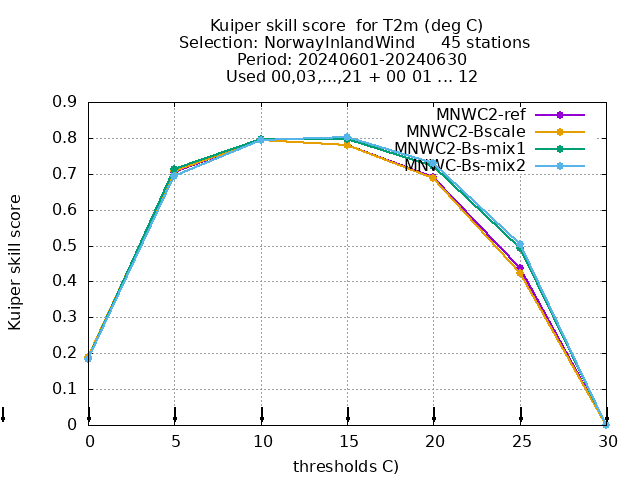 Kuiper skill score  for T2m (deg C)
Selection: NorwayInlandWind     45 stations
Period: 20240601-20240630
Used 00,03,...,21 + 00 01 ... 12
0.9
0.8
0.7
0.6
0.5
0.4
0.3
0.2
0.1
0
Kuiper skill score
MNWC2-ref
MNWC2-Bscale
MNWC2-Bs-mix1
MNWC-Bs-mix2
0 5 10 15 20 25 30
thresholds C)